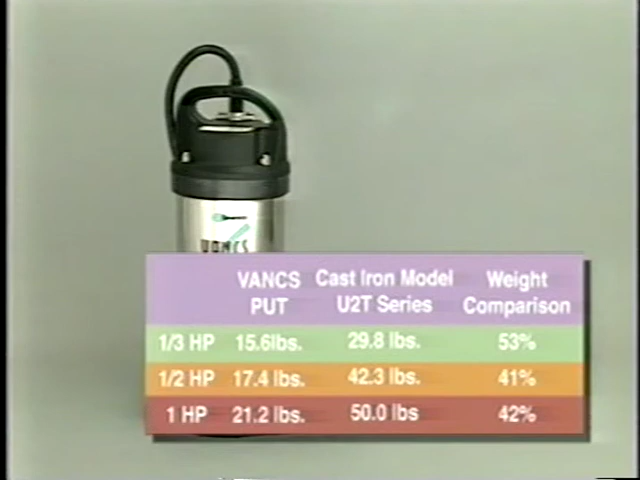 VANCS
VANCS PUT Cast Iron Model U2T Series Weight Comparison
1/3 HP 15.6lbs. 29.8 lbs. 53%
1/2 HP 17.4 lbs. 42.3 lbs. 41%
1 HP 21.2 lbs. 50.0 lbs 42%